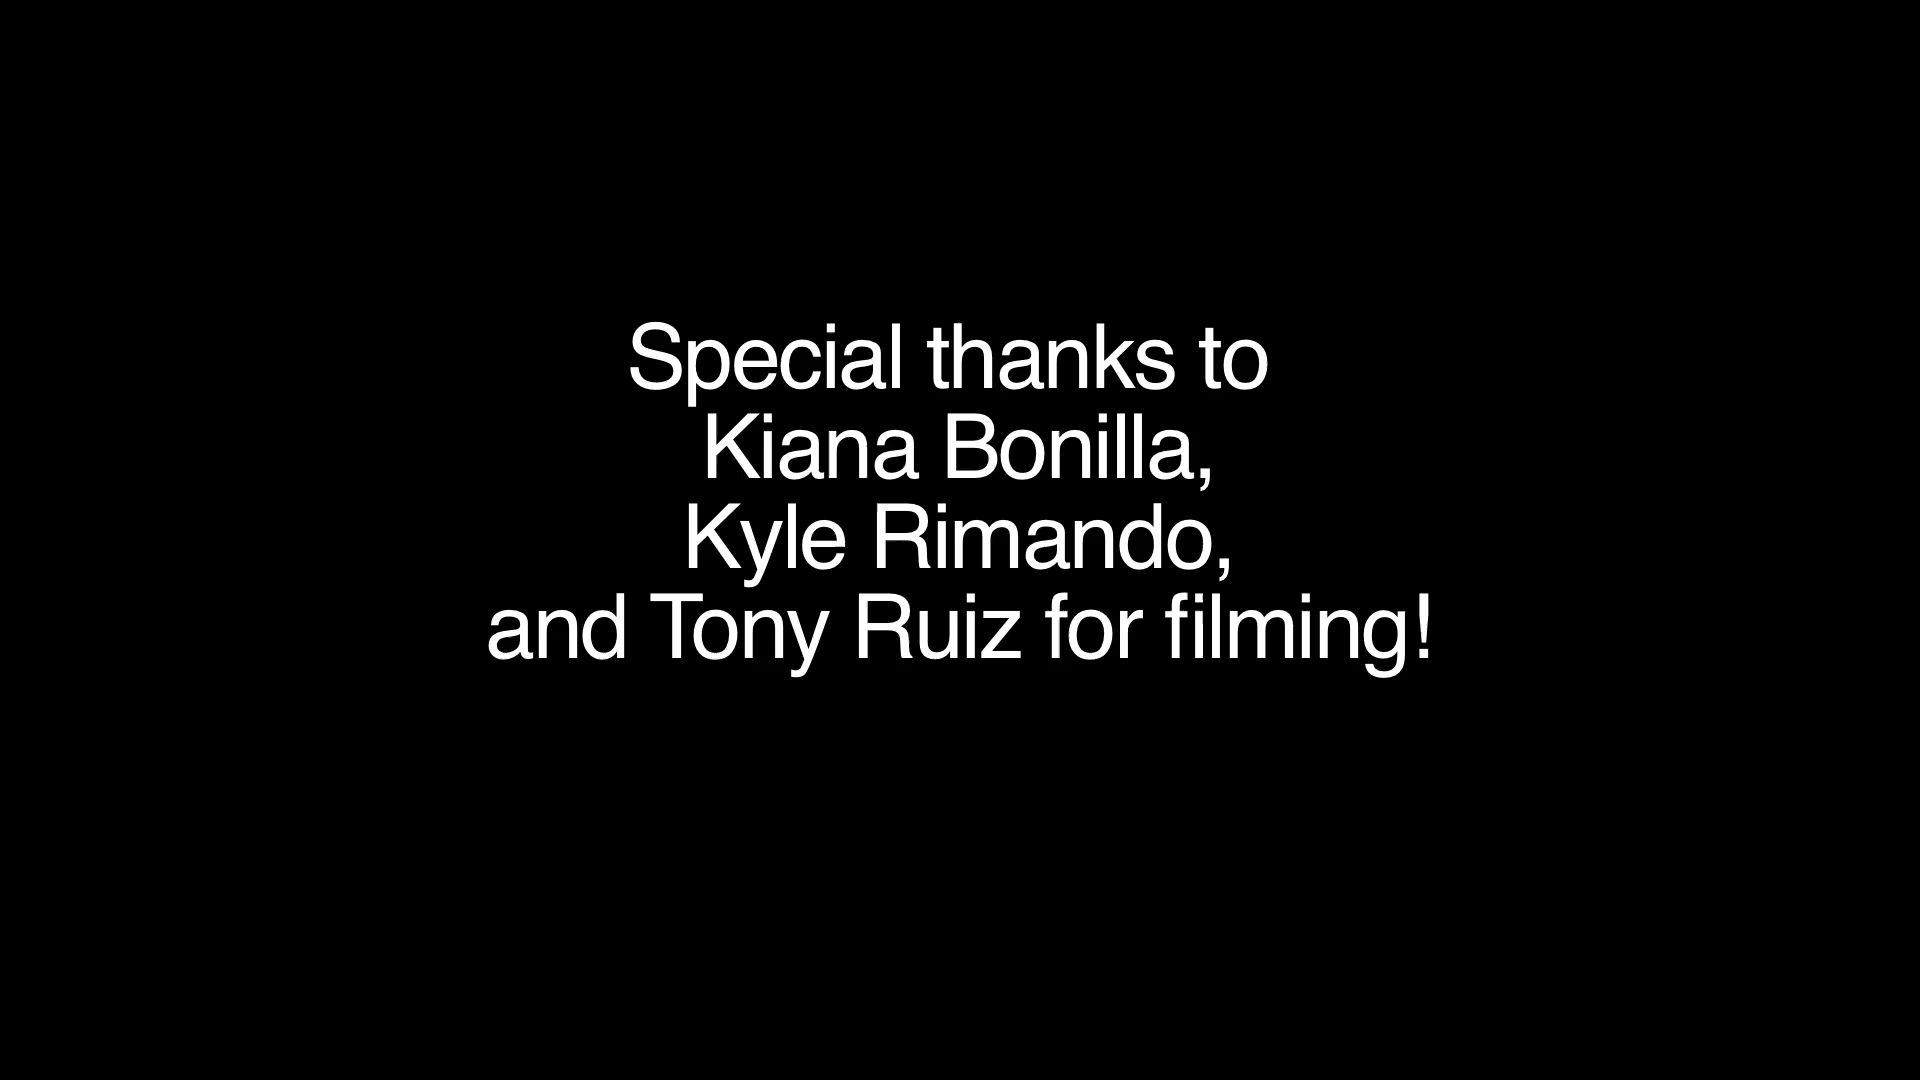 Special thanks to
Kiana Bonilla,
Kyle Rimando,
and Tony Ruiz for filming!